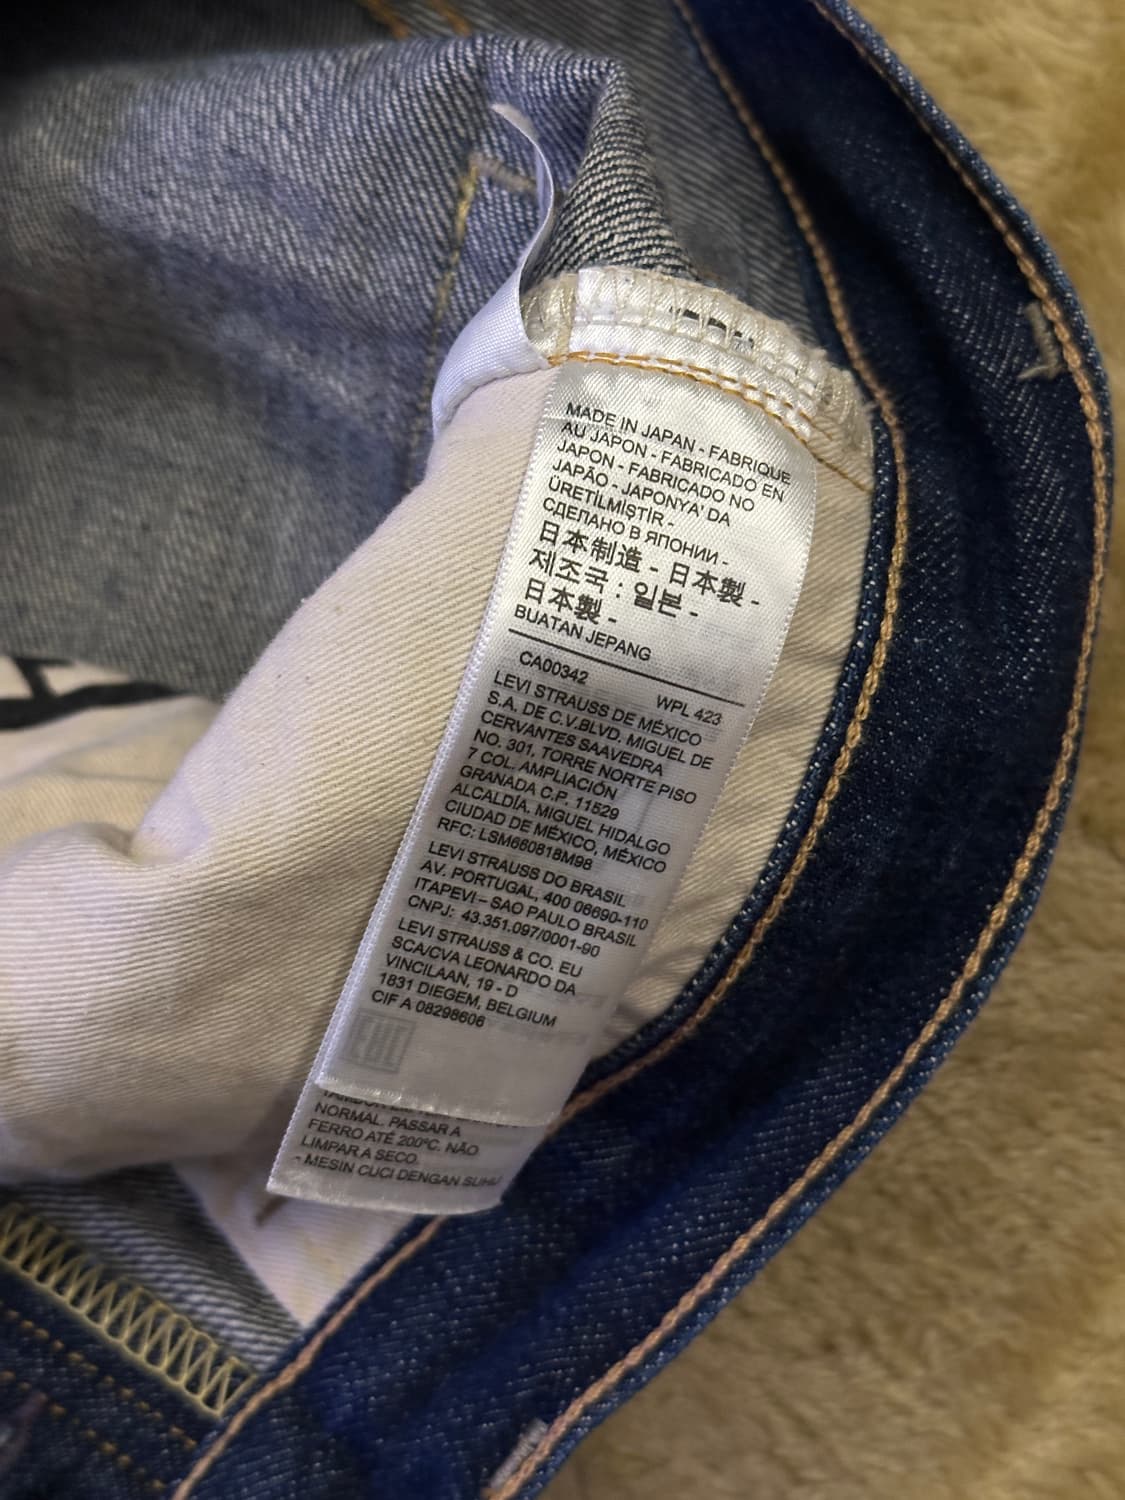 MADE IN JAPAN - FABRIQUE
AU JAPON - FABRICADO EN
JAPON - FABRICADO NO
JAPÃO - JAPONYA' DA
ÜRETİLMİSTİR -
СДЕЛАНО В ЯПОНИИ -
日本制造 - 日本製 -
제조국 : 일본 -
日本製 -
BUATAN JEPANG
CA00342 WPL 423
LEVI STRAUSS DE MÉXICO
S.A. DE C.V.BLVD. MIGUEL DE
CERVANTES SAAVEDRA
NO. 301, TORRE NORTE PISO
7 COL. AMPLIACIÓN
GRANADA C.P. 11529
ALCALDÍA. MIGUEL HIDALGO
CIUDAD DE MÉXICO, MÉXICO
RFC: LSM660818M98
LEVI STRAUSS DO BRASIL
AV. PORTUGAL, 400 06690-110
ITAPEVI – SAO PAULO BRASIL
CNPJ: 43.351.097/0001-90
LEVI STRAUSS & CO. EU
SCA/CVA LEONARDO DA
VINCILAAN, 19 - D
1831 DIEGEM, BELGIUM
CIF A 08298606
NORMAL. PASSAR A
FERRO ATÉ 200ºC. NÃO
LIMPAR A SECO.
- MESIN CUCI DENGAN SUHU